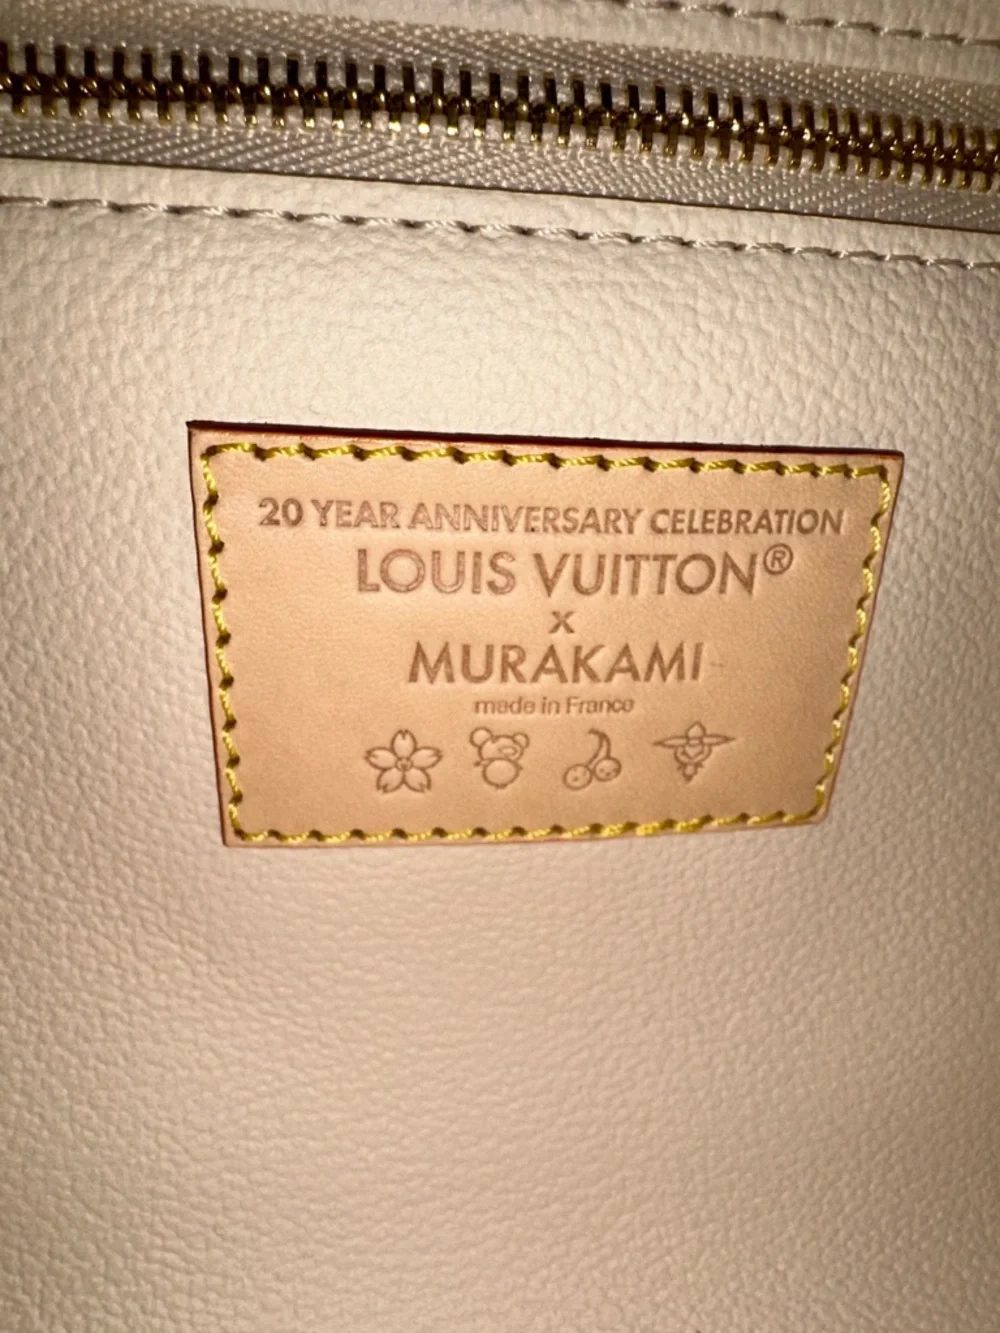 20 YEAR ANNIVERSARY CELEBRATION
LOUIS VUITTON®
x
MURAKAMI
made in France